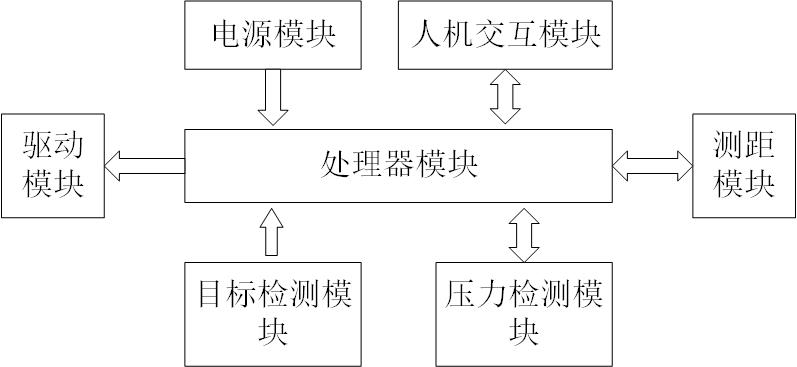 电源模块
人机交互模块
驱动
模块
处理器模块
测距
模块
目标检测模
块
压力检测模
块